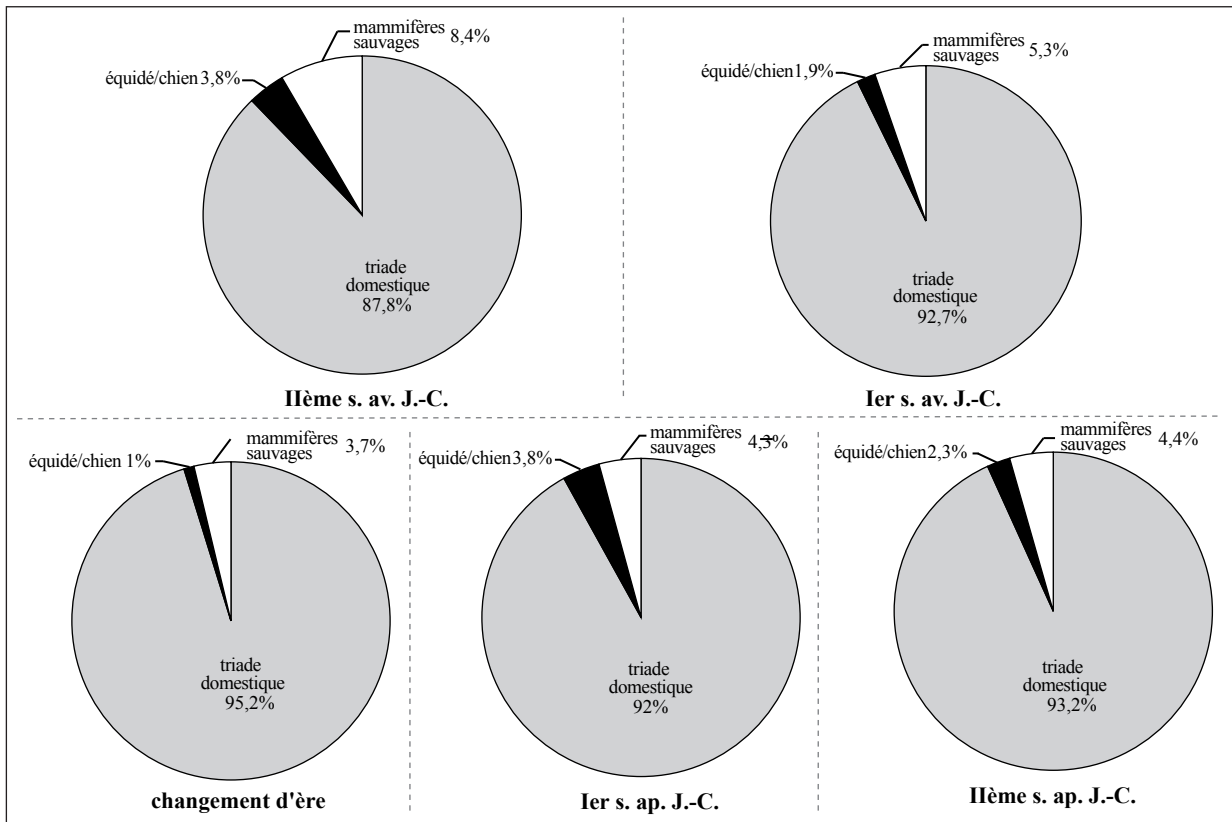 mammifères
sauvages 8,4%
équidé/chien 3,8%
triade
domestique
87,8%
IIème s. av. J.-C.
mammifères
sauvages 5,3%
équidé/chien 1,9%
triade
domestique
92,7%
Ier s. av. J.-C.
mammifères
sauvages 3,7%
équidé/chien 1%
triade
domestique
95,2%
changement d'ère
mammifères
sauvages 4,3%
équidé/chien 3,8%
triade
domestique
92%
Ier s. ap. J.-C.
mammifères
sauvages 4,4%
équidé/chien 2,3%
triade
domestique
93,2%
IIème s. ap. J.-C.